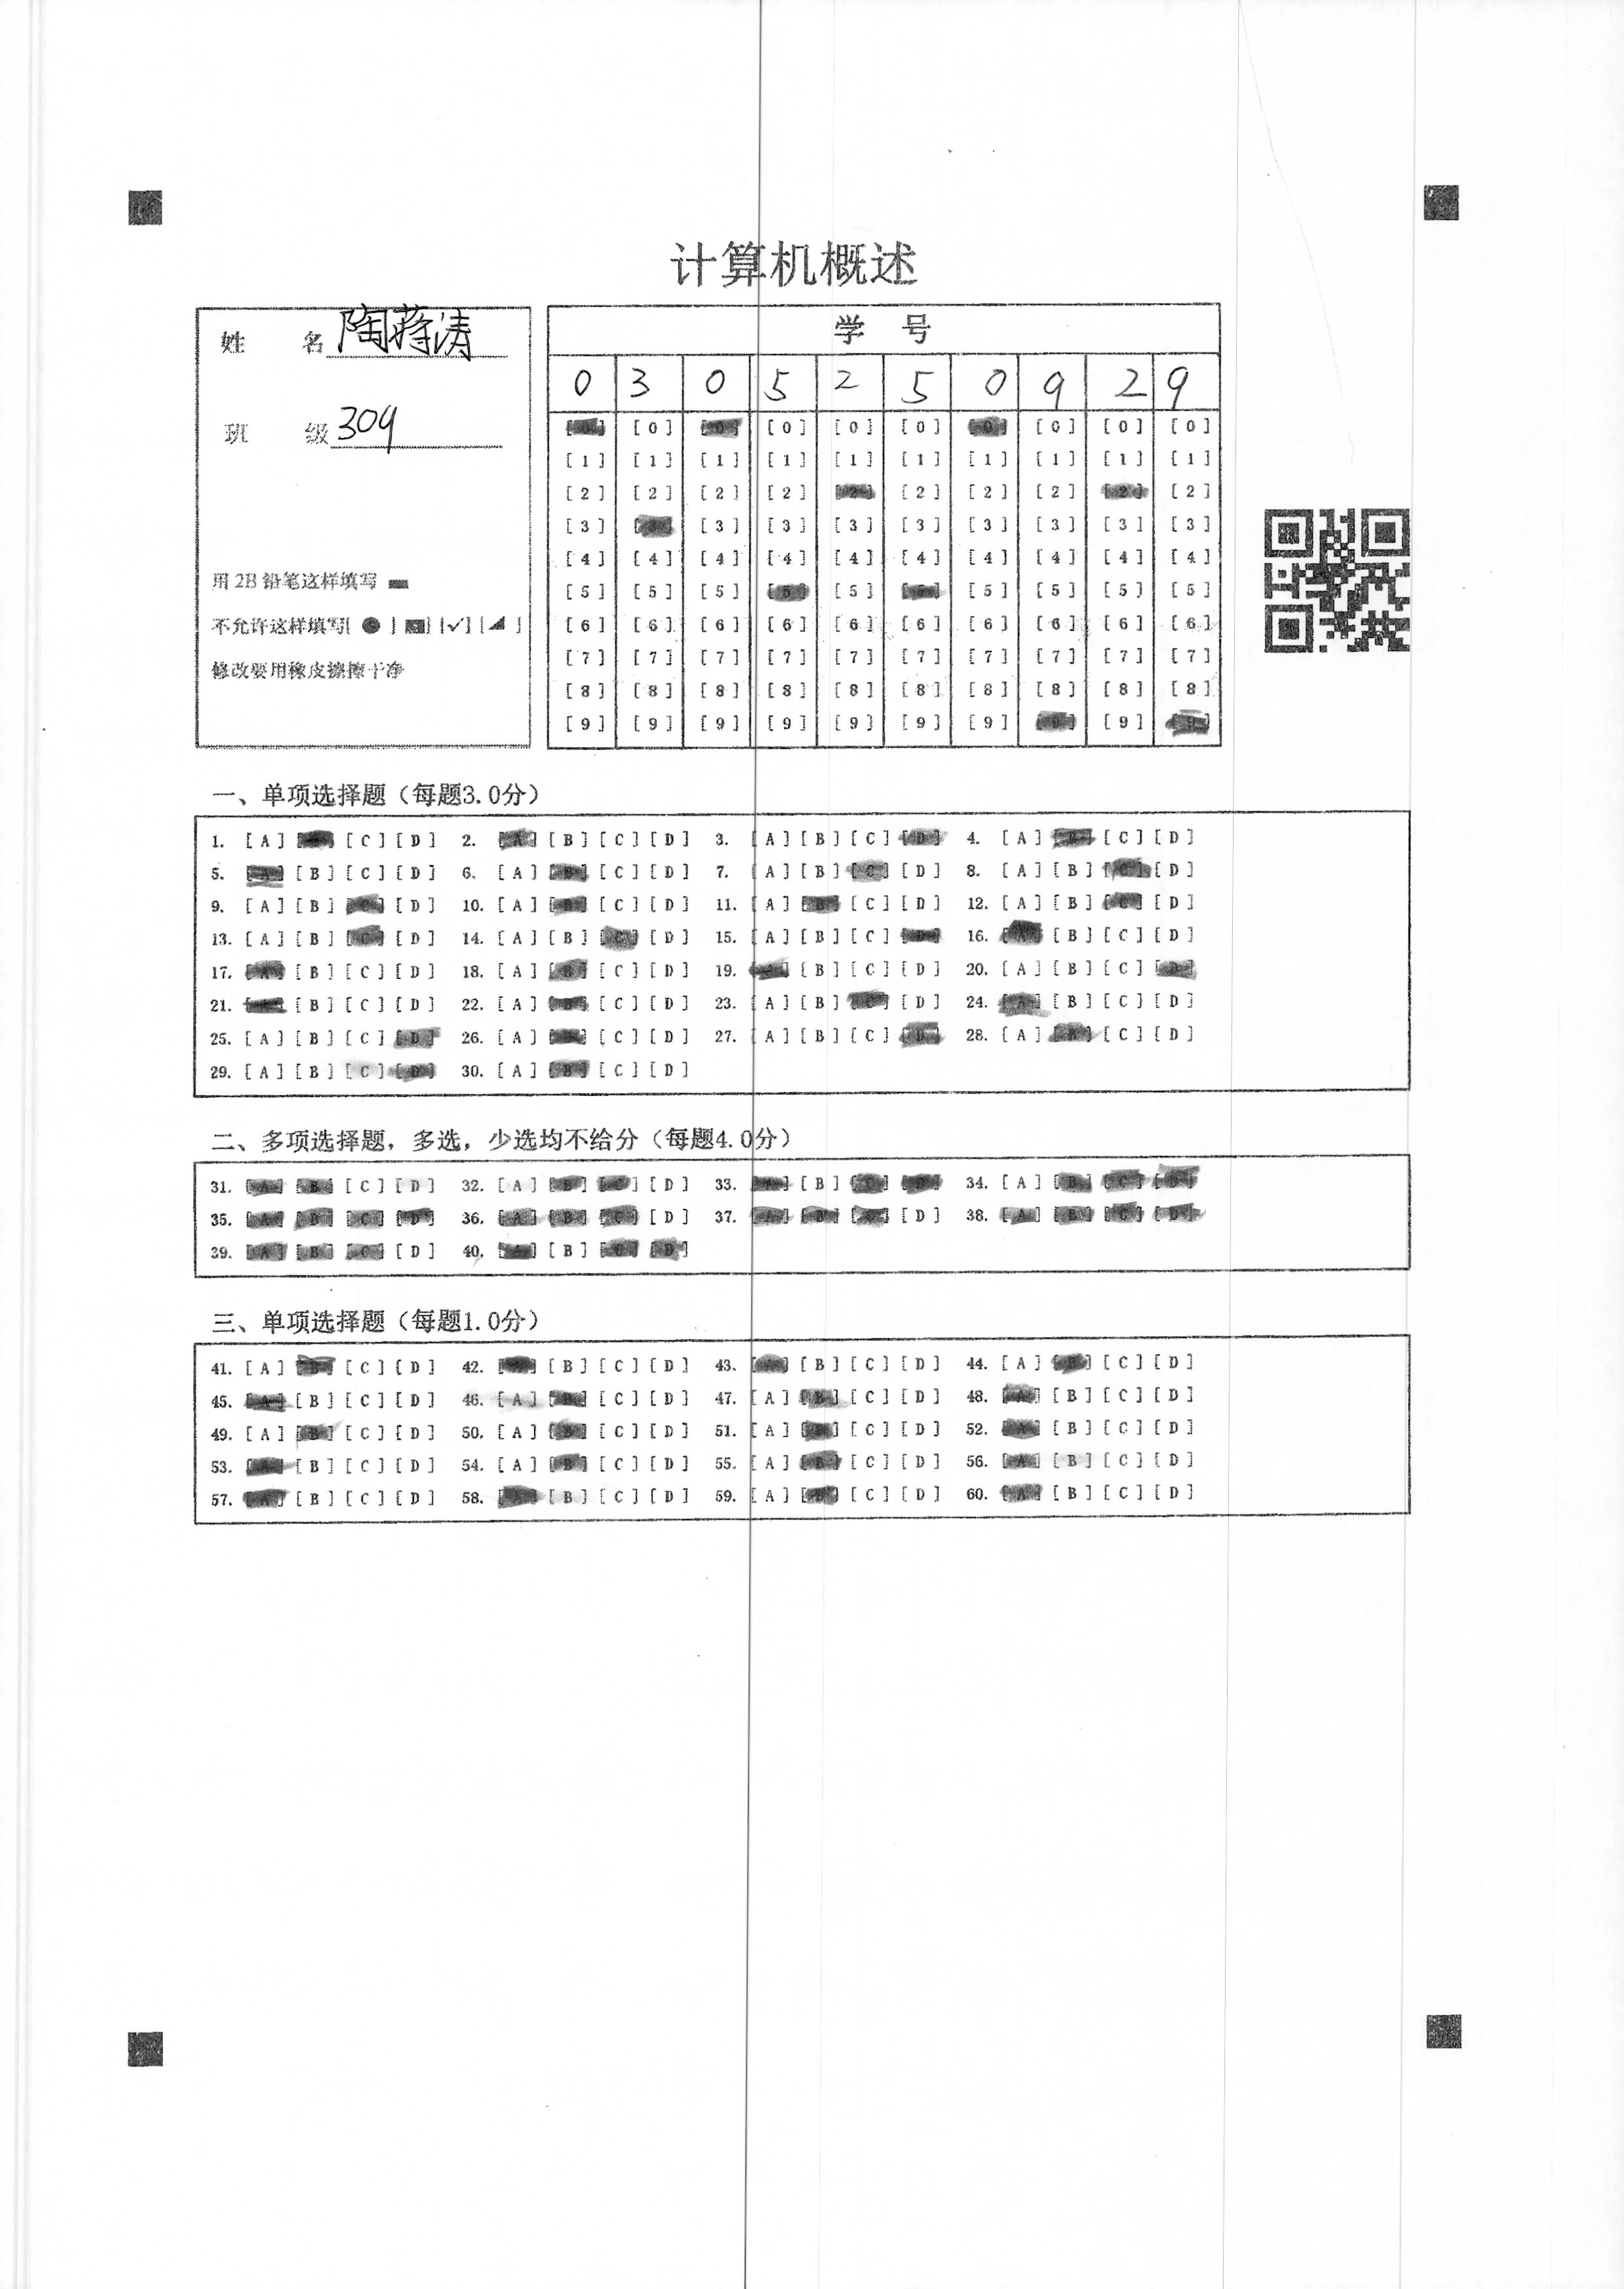 计算机概述
姓 名 陶蒋涛
班 级 309
用 2B 铅笔这样填写
不允许这样填写[ ● ] [ ] [✓] [ ]
修改要用橡皮擦擦干净
学 号
0 3 0 5 2 5 0 9 2 9
[0] [0] [0] [0] [0] [0] [0] [0] [0] [0]
[1] [1] [1] [1] [1] [1] [1] [1] [1] [1]
[2] [2] [2] [2] [2] [2] [2] [2] [2] [2]
[3] [3] [3] [3] [3] [3] [3] [3] [3] [3]
[4] [4] [4] [4] [4] [4] [4] [4] [4] [4]
[5] [5] [5] [5] [5] [5] [5] [5] [5] [5]
[6] [6] [6] [6] [6] [6] [6] [6] [6] [6]
[7] [7] [7] [7] [7] [7] [7] [7] [7] [7]
[8] [8] [8] [8] [8] [8] [8] [8] [8] [8]
[9] [9] [9] [9] [9] [9] [9] [9] [9] [9]
一、单项选择题（每题3.0分）
1. [A] [B] [C] [D] 2. [A] [B] [C] [D] 3. [A] [B] [C] [D] 4. [A] [B] [C] [D]
5. [A] [B] [C] [D] 6. [A] [B] [C] [D] 7. [A] [B] [C] [D] 8. [A] [B] [C] [D]
9. [A] [B] [C] [D] 10. [A] [B] [C] [D] 11. [A] [B] [C] [D] 12. [A] [B] [C] [D]
13. [A] [B] [C] [D] 14. [A] [B] [C] [D] 15. [A] [B] [C] [D] 16. [A] [B] [C] [D]
17. [A] [B] [C] [D] 18. [A] [B] [C] [D] 19. [A] [B] [C] [D] 20. [A] [B] [C] [D]
21. [A] [B] [C] [D] 22. [A] [B] [C] [D] 23. [A] [B] [C] [D] 24. [A] [B] [C] [D]
25. [A] [B] [C] [D] 26. [A] [B] [C] [D] 27. [A] [B] [C] [D] 28. [A] [B] [C] [D]
29. [A] [B] [C] [D] 30. [A] [B] [C] [D]
二、多项选择题，多选，少选均不给分（每题4.0分）
31. [A] [B] [C] [D] 32. [A] [B] [C] [D] 33. [A] [B] [C] [D] 34. [A] [B] [C] [D]
35. [A] [B] [C] [D] 36. [A] [B] [C] [D] 37. [A] [B] [C] [D] 38. [A] [B] [C] [D]
39. [A] [B] [C] [D] 40. [A] [B] [C] [D]
三、单项选择题（每题1.0分）
41. [A] [B] [C] [D] 42. [A] [B] [C] [D] 43. [A] [B] [C] [D] 44. [A] [B] [C] [D]
45. [A] [B] [C] [D] 46. [A] [B] [C] [D] 47. [A] [B] [C] [D] 48. [A] [B] [C] [D]
49. [A] [B] [C] [D] 50. [A] [B] [C] [D] 51. [A] [B] [C] [D] 52. [A] [B] [C] [D]
53. [A] [B] [C] [D] 54. [A] [B] [C] [D] 55. [A] [B] [C] [D] 56. [A] [B] [C] [D]
57. [A] [B] [C] [D] 58. [A] [B] [C] [D] 59. [A] [B] [C] [D] 60. [A] [B] [C] [D]